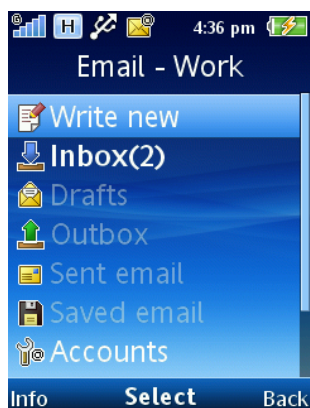 G H @ 4:36 pm
Email - Work
Write new
Inbox(2)
Drafts
Outbox
Sent email
Saved email
@ Accounts
Info Select Back